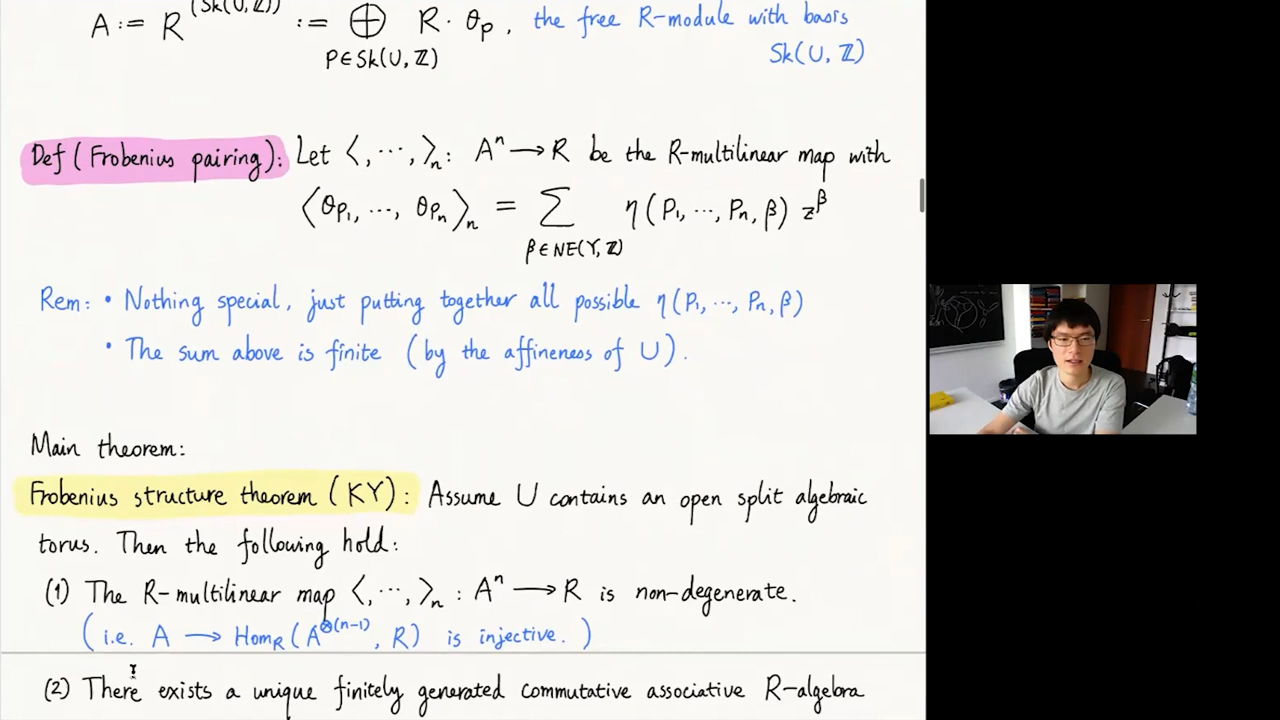 A := R^(Sk(U,ℤ)) := ⊕_{P∈Sk(U,ℤ)} R·θ_P, the free R-module with basis
Sk(U, ℤ)
Def (Frobenius pairing): Let ⟨,⋯,⟩_n : A^n → R be the R-multilinear map with
⟨θ_{P_1}, ⋯, θ_{P_n}⟩_n = ∑_{β∈NE(Y,ℤ)} η(P_1, ⋯, P_n, β) z^β
Rem: • Nothing special, just putting together all possible η(P_1, ⋯, P_n, β)
• The sum above is finite (by the affineness of U).
Main theorem:
Frobenius structure theorem (KY): Assume U contains an open split algebraic
torus. Then the following hold:
(1) The R-multilinear map ⟨,⋯,⟩_n : A^n → R is non-degenerate.
(i.e. A → Hom_R(A^{⊗(n-1)}, R) is injective.)
(2) There exists a unique finitely generated commutative associative R-algebra